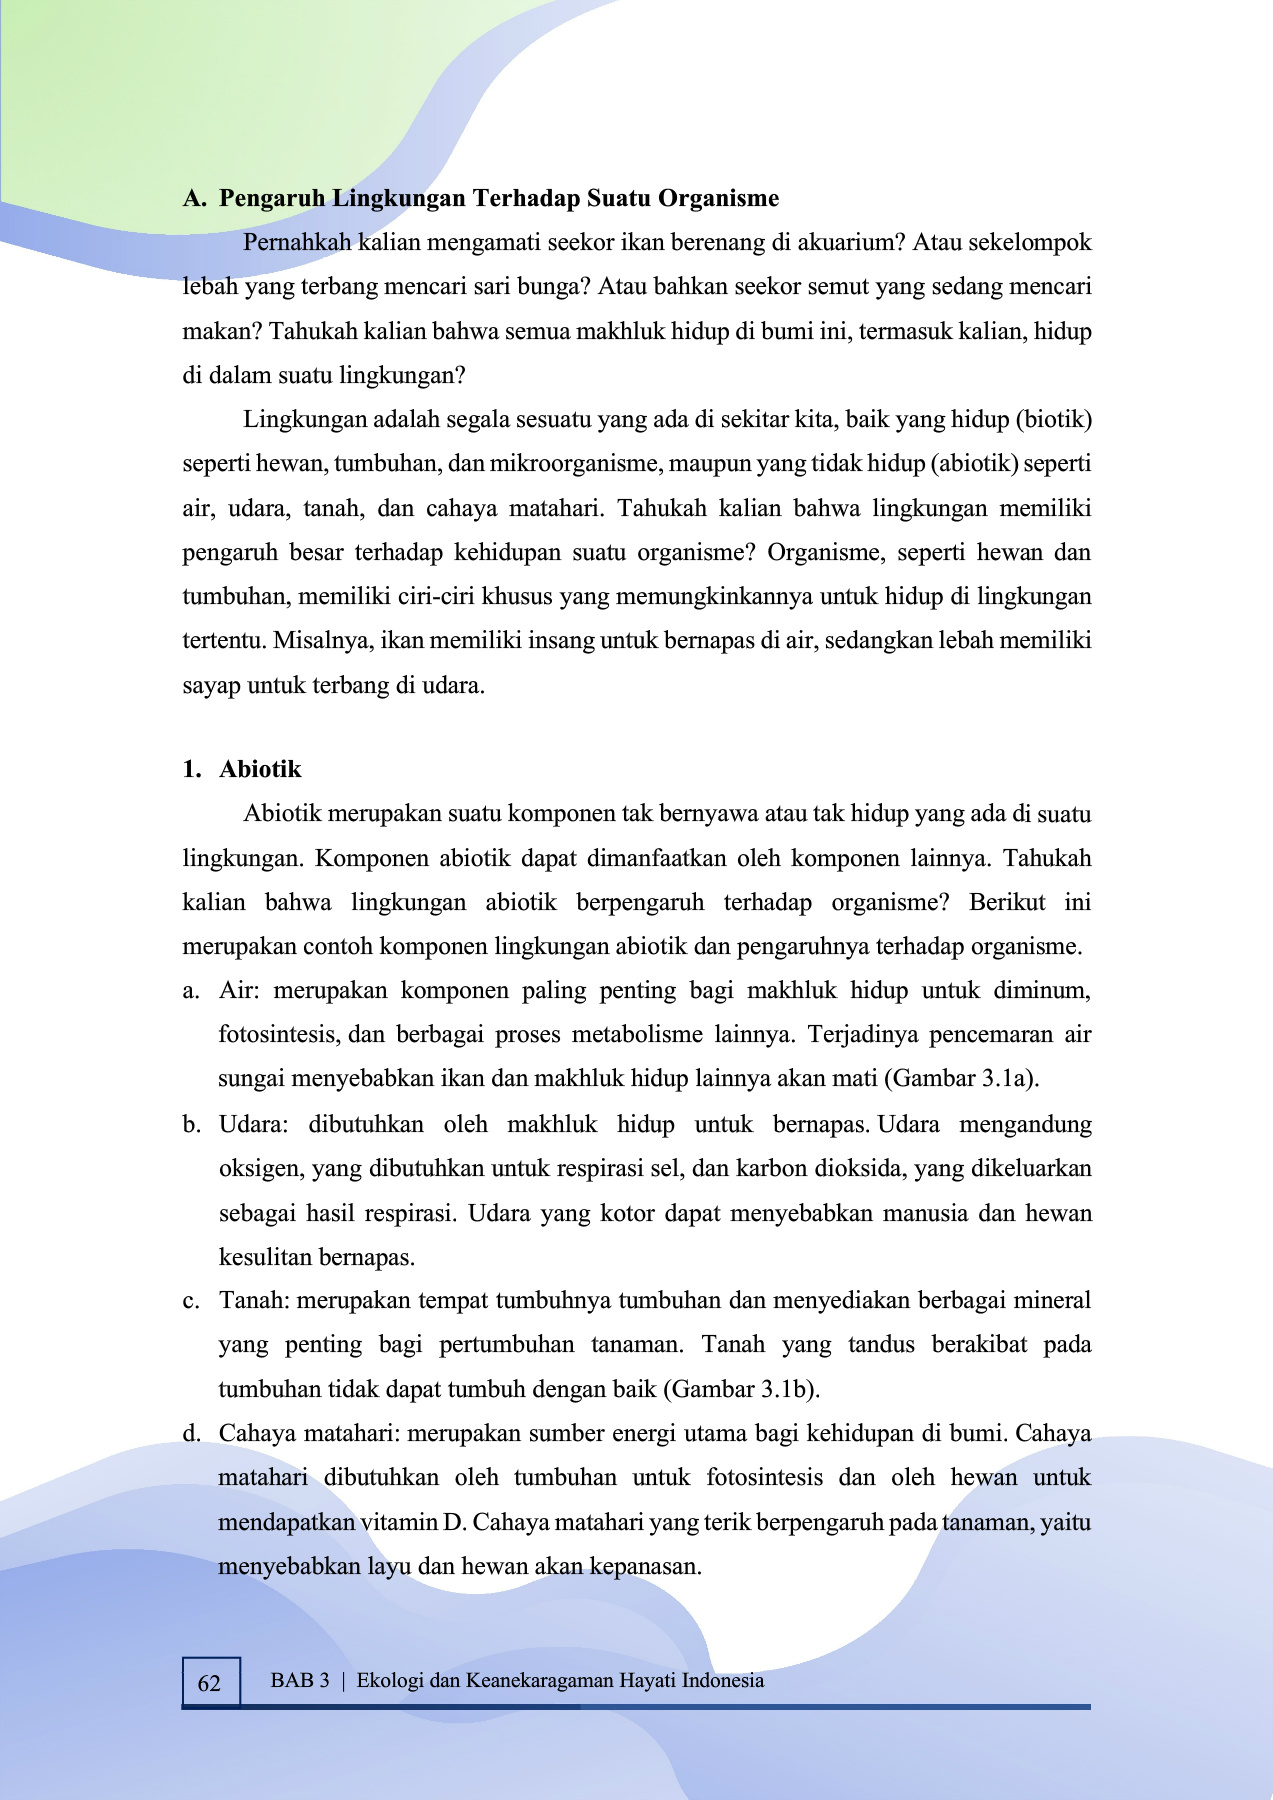 A. Pengaruh Lingkungan Terhadap Suatu Organisme
Pernahkah kalian mengamati seekor ikan berenang di akuarium? Atau sekelompok
lebah yang terbang mencari sari bunga? Atau bahkan seekor semut yang sedang mencari
makan? Tahukah kalian bahwa semua makhluk hidup di bumi ini, termasuk kalian, hidup
di dalam suatu lingkungan?
Lingkungan adalah segala sesuatu yang ada di sekitar kita, baik yang hidup (biotik)
seperti hewan, tumbuhan, dan mikroorganisme, maupun yang tidak hidup (abiotik) seperti
air, udara, tanah, dan cahaya matahari. Tahukah kalian bahwa lingkungan memiliki
pengaruh besar terhadap kehidupan suatu organisme? Organisme, seperti hewan dan
tumbuhan, memiliki ciri-ciri khusus yang memungkinkannya untuk hidup di lingkungan
tertentu. Misalnya, ikan memiliki insang untuk bernapas di air, sedangkan lebah memiliki
sayap untuk terbang di udara.
1. Abiotik
Abiotik merupakan suatu komponen tak bernyawa atau tak hidup yang ada di suatu
lingkungan. Komponen abiotik dapat dimanfaatkan oleh komponen lainnya. Tahukah
kalian bahwa lingkungan abiotik berpengaruh terhadap organisme? Berikut ini
merupakan contoh komponen lingkungan abiotik dan pengaruhnya terhadap organisme.
a. Air: merupakan komponen paling penting bagi makhluk hidup untuk diminum,
fotosintesis, dan berbagai proses metabolisme lainnya. Terjadinya pencemaran air
sungai menyebabkan ikan dan makhluk hidup lainnya akan mati (Gambar 3.1a).
b. Udara: dibutuhkan oleh makhluk hidup untuk bernapas. Udara mengandung
oksigen, yang dibutuhkan untuk respirasi sel, dan karbon dioksida, yang dikeluarkan
sebagai hasil respirasi. Udara yang kotor dapat menyebabkan manusia dan hewan
kesulitan bernapas.
c. Tanah: merupakan tempat tumbuhnya tumbuhan dan menyediakan berbagai mineral
yang penting bagi pertumbuhan tanaman. Tanah yang tandus berakibat pada
tumbuhan tidak dapat tumbuh dengan baik (Gambar 3.1b).
d. Cahaya matahari: merupakan sumber energi utama bagi kehidupan di bumi. Cahaya
matahari dibutuhkan oleh tumbuhan untuk fotosintesis dan oleh hewan untuk
mendapatkan vitamin D. Cahaya matahari yang terik berpengaruh pada tanaman, yaitu
menyebabkan layu dan hewan akan kepanasan.
62 BAB 3 | Ekologi dan Keanekaragaman Hayati Indonesia